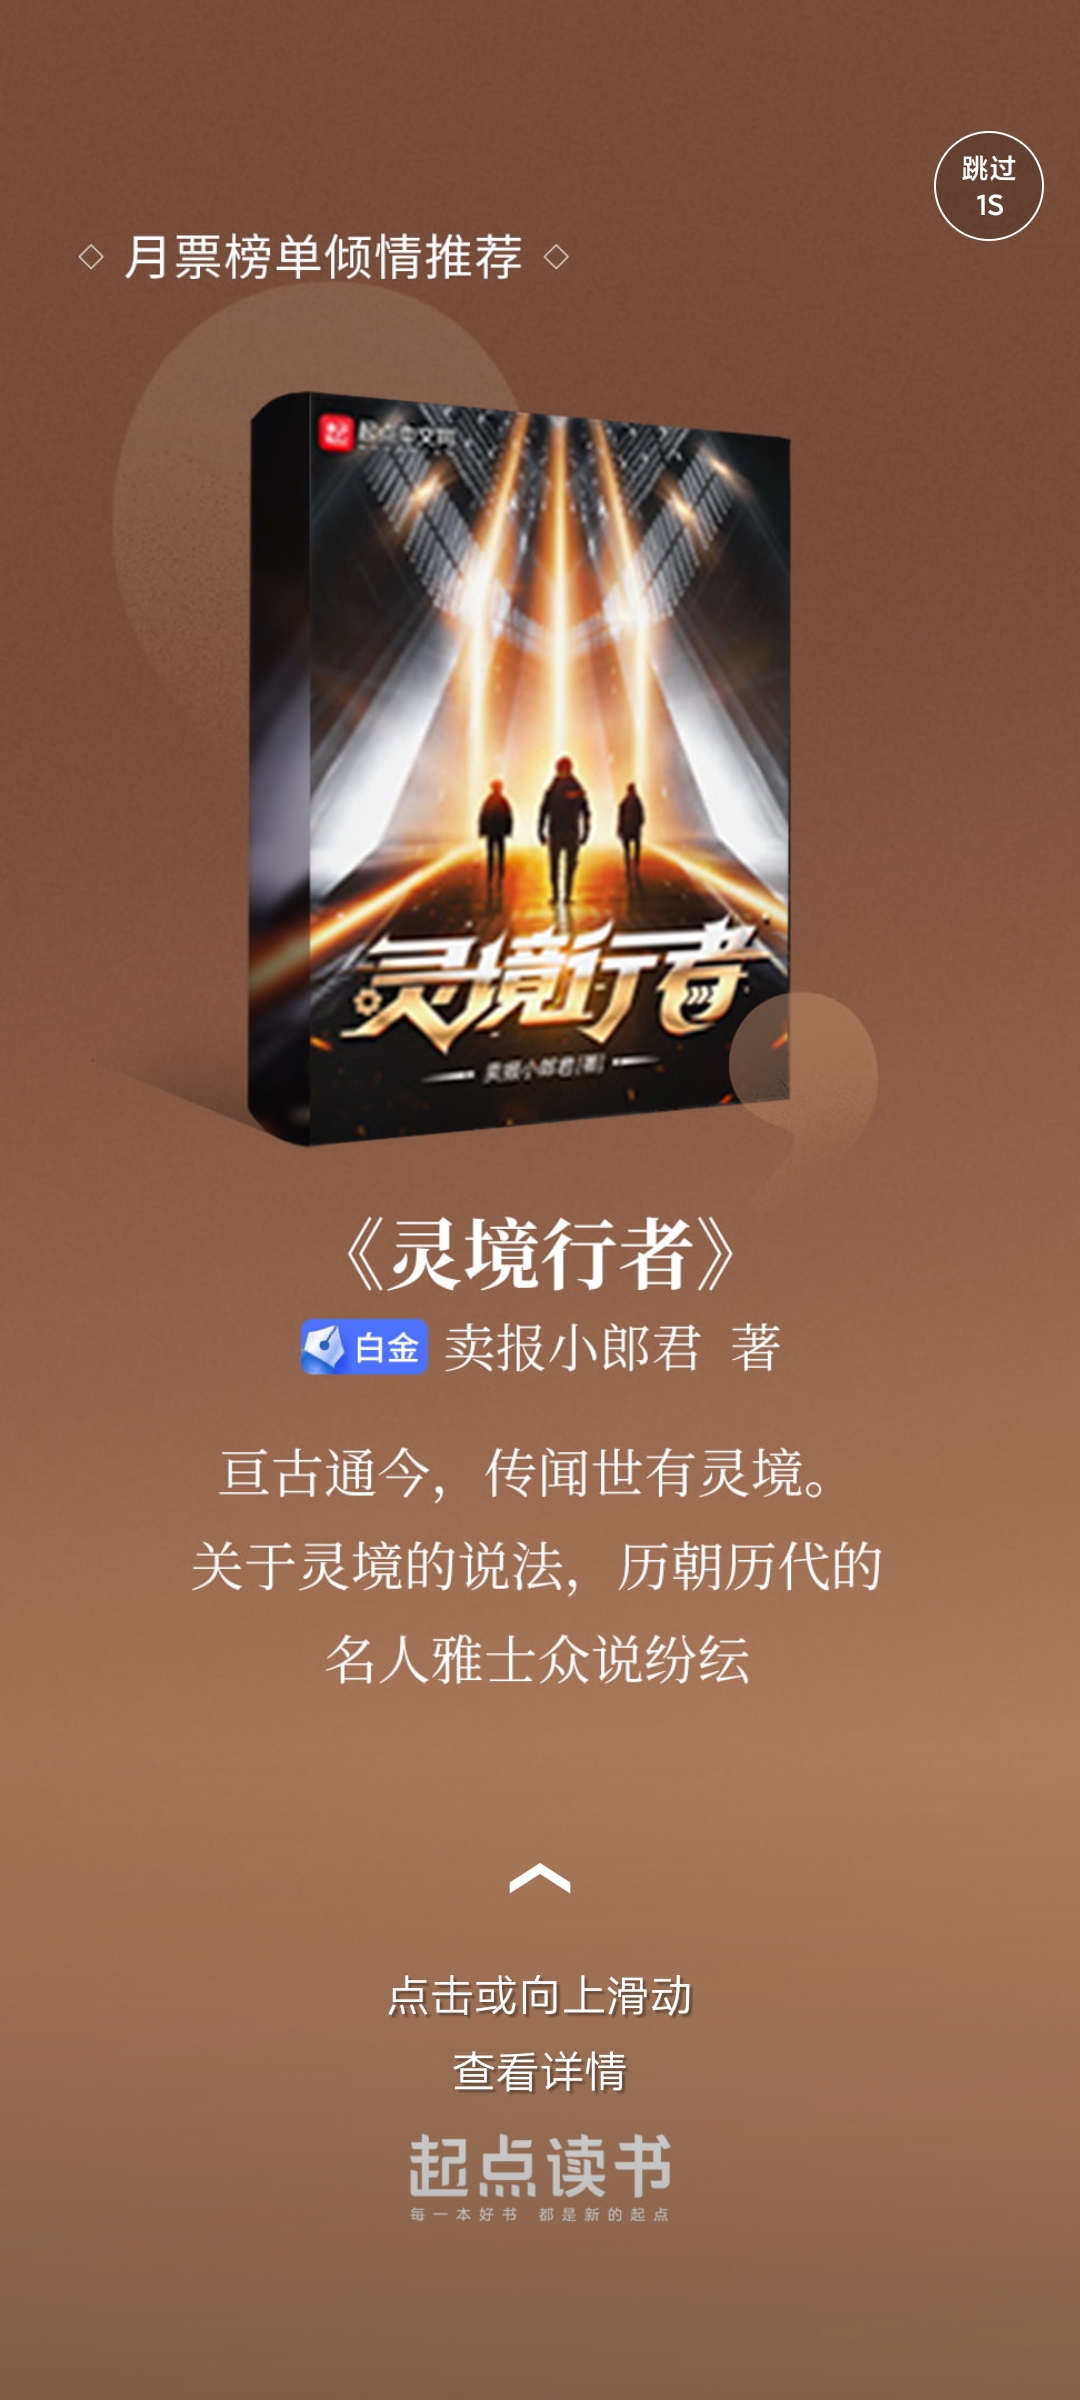 跳过
1S
月票榜单倾情推荐
起点中文网
灵境行者
卖报小郎君[著]
《灵境行者》
白金 卖报小郎君 著
亘古通今，传闻世有灵境。
关于灵境的说法，历朝历代的
名人雅士众说纷纭
点击或向上滑动
查看详情
起点读书
每一本好书 都是新的起点